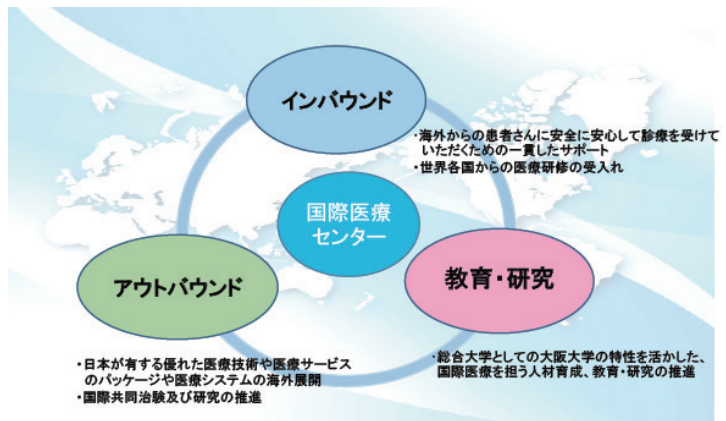 インバウンド
・海外からの患者さんに安全に安心して診療を受けて
いただくための一貫したサポート
・世界各国からの医療研修の受入れ
国際医療
センター
アウトバウンド
教育・研究
・日本が有する優れた医療技術や医療サービス
のパッケージや医療システムの海外展開
・国際共同治験及び研究の推進
・総合大学としての大阪大学の特性を活かした、
国際医療を担う人材育成、教育・研究の推進